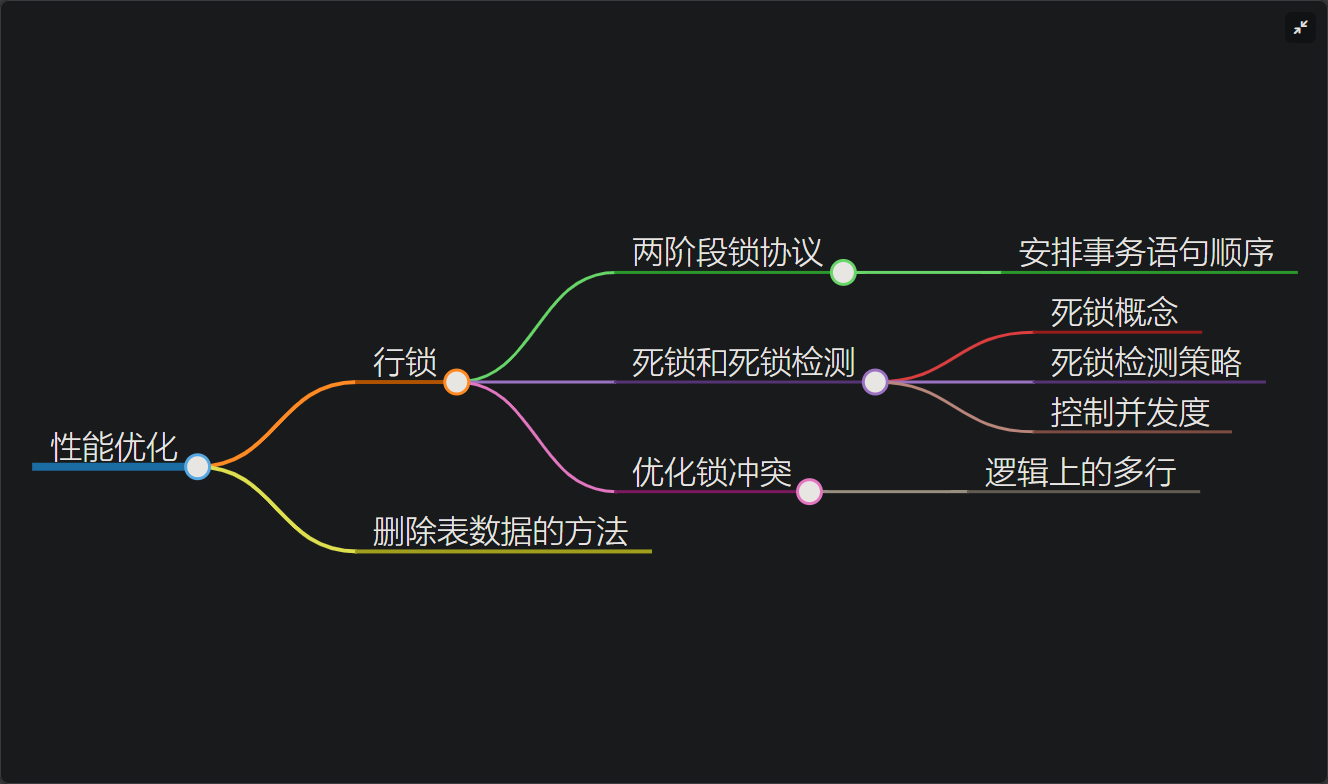 性能优化
行锁
两阶段锁协议
安排事务语句顺序
死锁和死锁检测
死锁概念
死锁检测策略
控制并发度
优化锁冲突
逻辑上的多行
删除表数据的方法